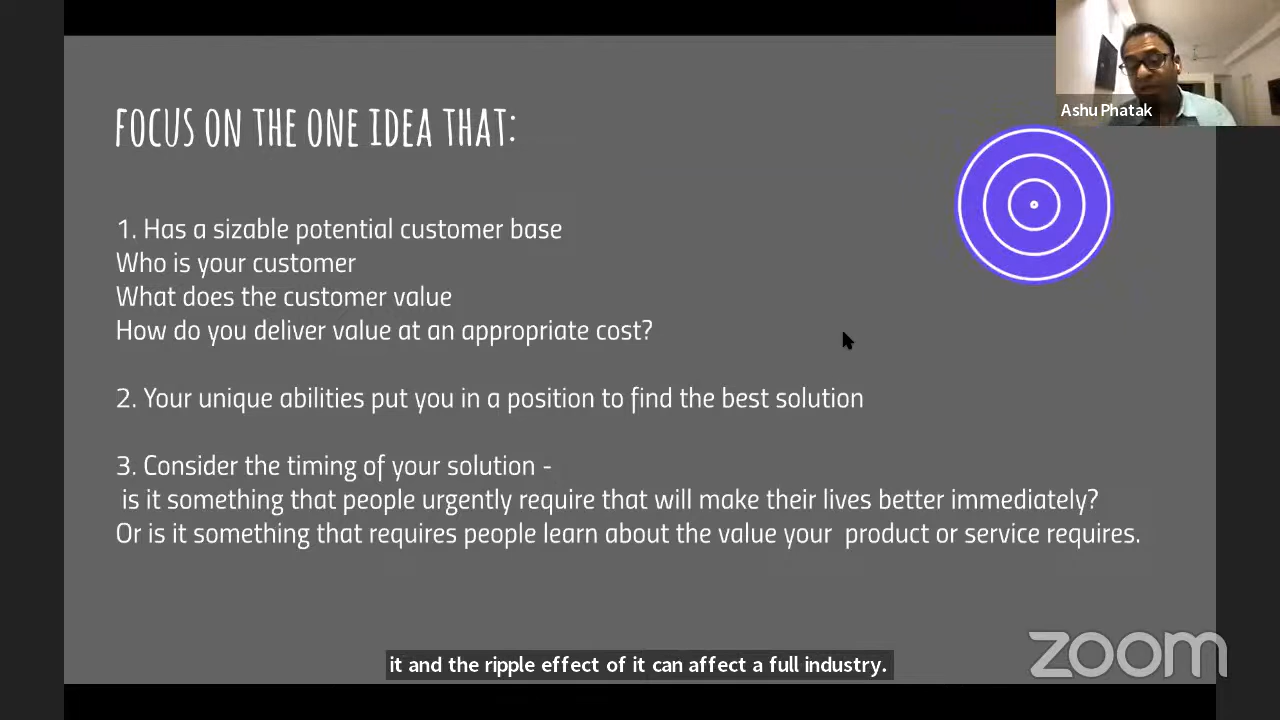 FOCUS ON THE ONE IDEA THAT:
Ashu Phatak
1. Has a sizable potential customer base
Who is your customer
What does the customer value
How do you deliver value at an appropriate cost?
2. Your unique abilities put you in a position to find the best solution
3. Consider the timing of your solution -
is it something that people urgently require that will make their lives better immediately?
Or is it something that requires people learn about the value your product or service requires.
it and the ripple effect of it can affect a full industry.
zoom